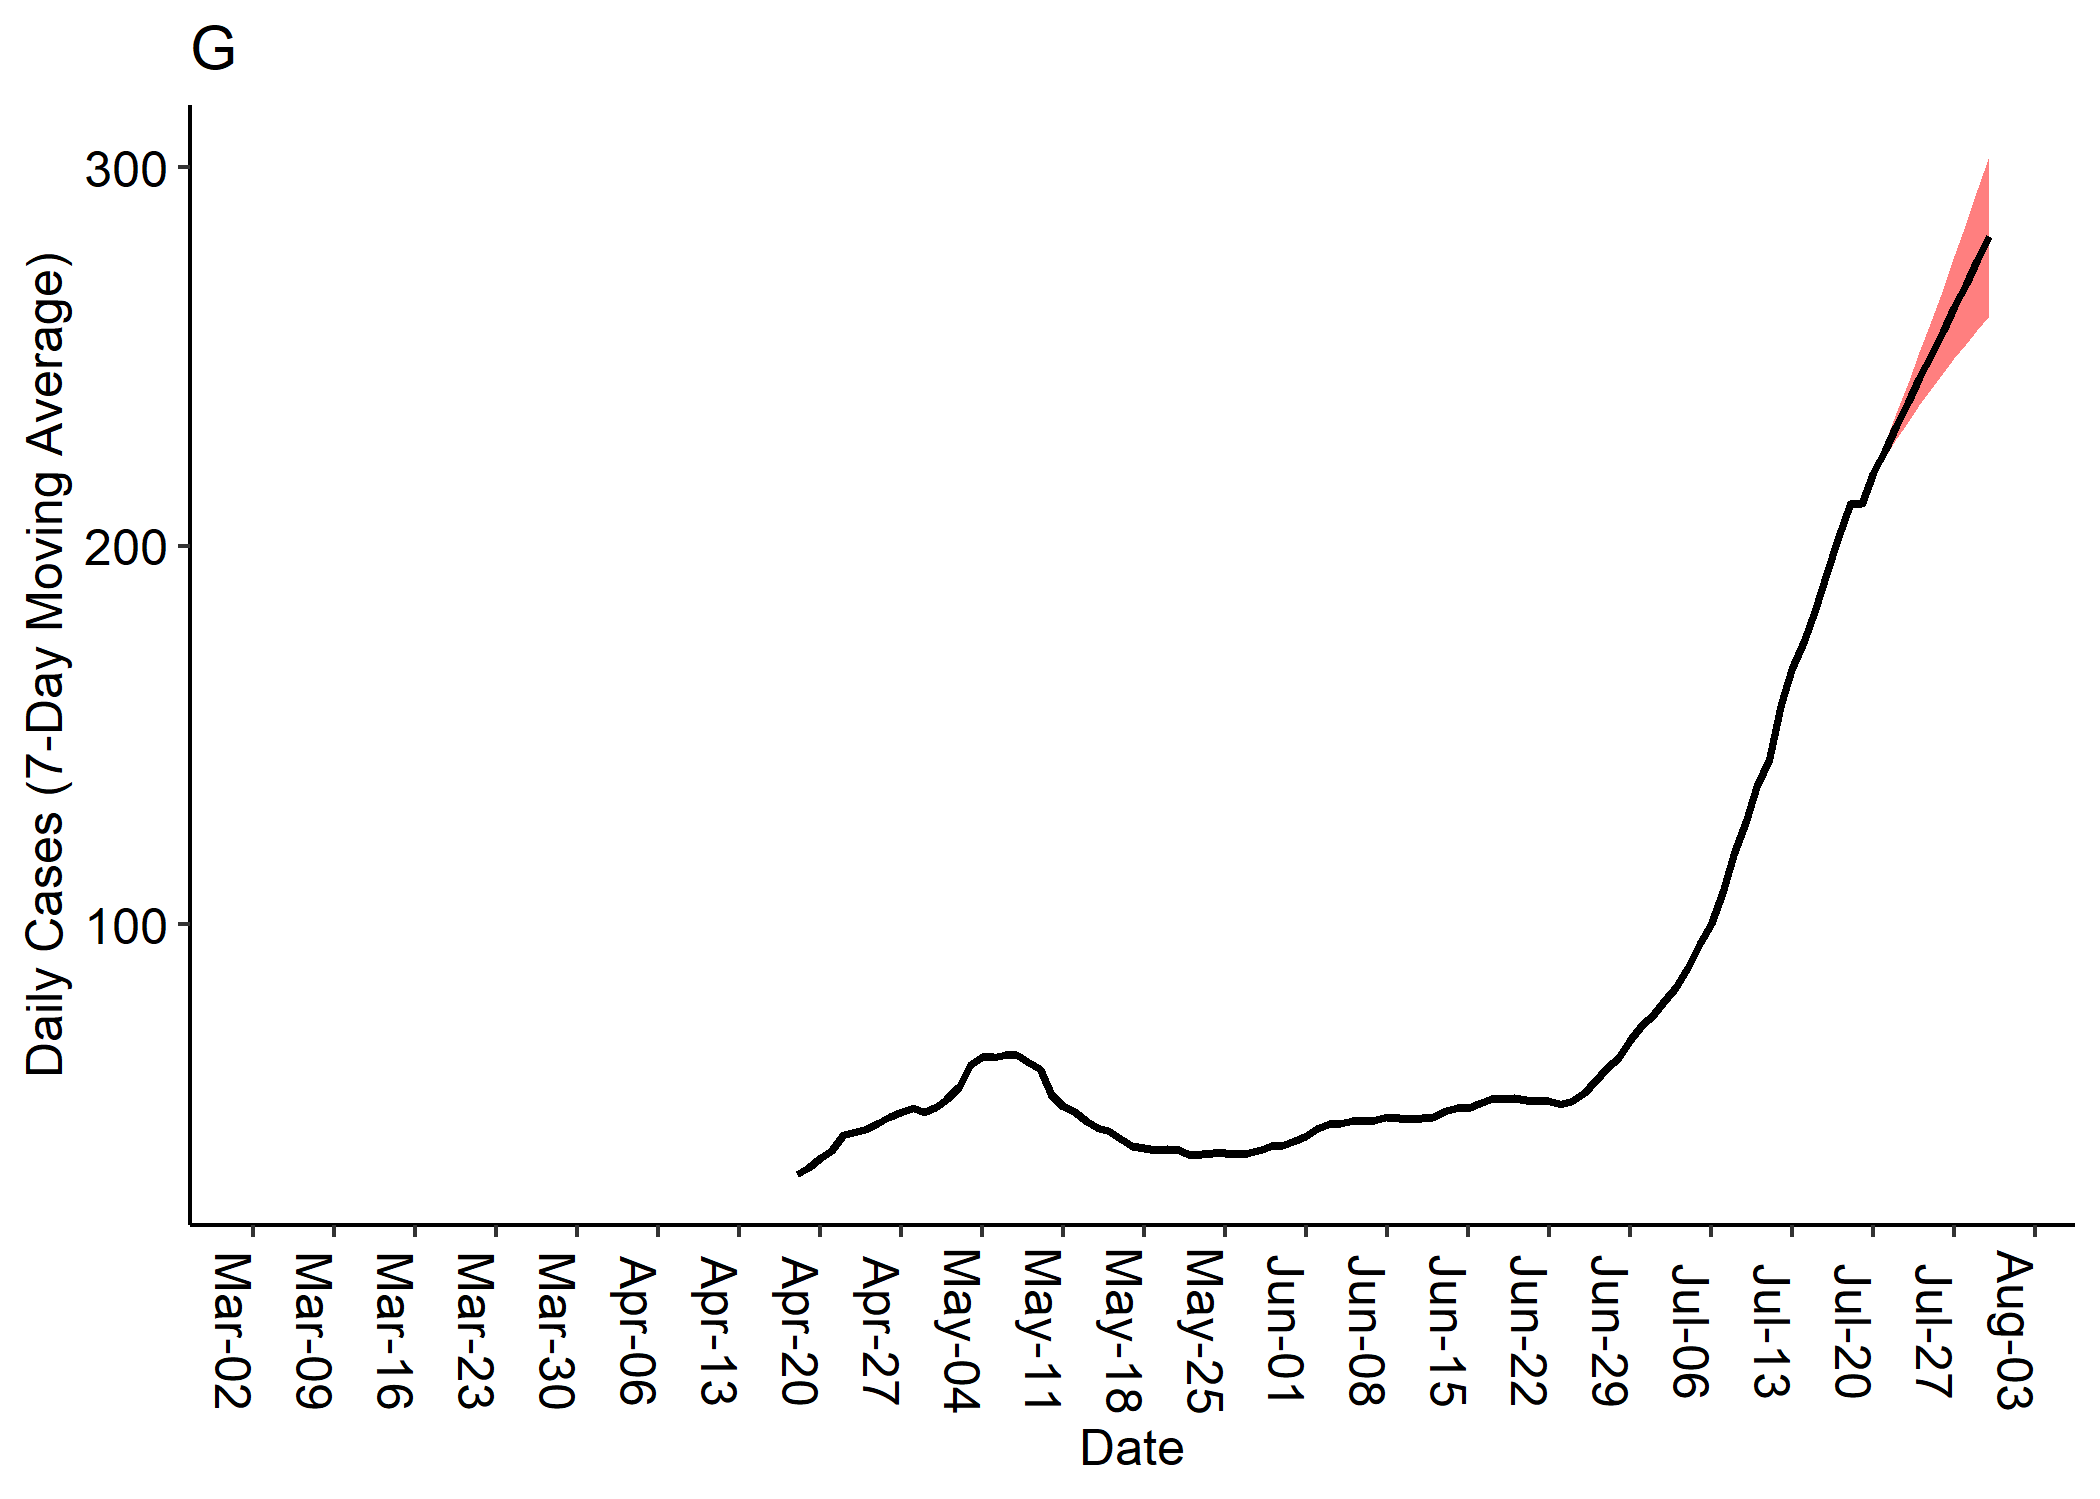 G
Daily Cases (7-Day Moving Average)
300
200
100
Mar-02
Mar-09
Mar-16
Mar-23
Mar-30
Apr-06
Apr-13
Apr-20
Apr-27
May-04
May-11
May-18
May-25
Jun-01
Jun-08
Jun-15
Jun-22
Jun-29
Jul-06
Jul-13
Jul-20
Jul-27
Aug-03
Date